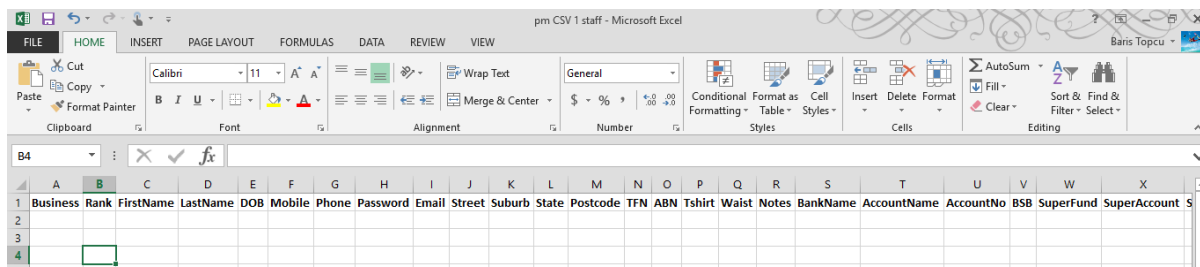 pm CSV 1 staff - Microsoft Excel
FILE HOME INSERT PAGE LAYOUT FORMULAS DATA REVIEW VIEW Baris Topcu
Cut
Copy
Format Painter
Paste
Clipboard
Calibri 11 A A
B I U A
Font
Wrap Text
Merge & Center
Alignment
General
$ % , .00 .00
Number
Conditional Formatting
Format as Table
Cell Styles
Styles
Insert Delete Format
Cells
AutoSum
Fill
Clear
Sort & Filter
Find & Select
Editing
B4 fx
A B C D E F G H I J K L M N O P Q R S T U V W X
1 Business Rank FirstName LastName DOB Mobile Phone Password Email Street Suburb State Postcode TFN ABN Tshirt Waist Notes BankName AccountName AccountNo BSB SuperFund SuperAccount S
2
3
4